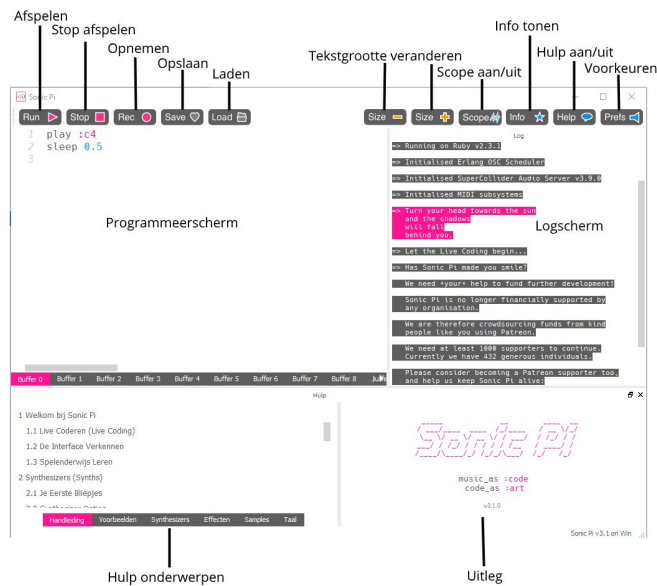 Afspelen
Stop afspelen
Opnemen
Opslaan
Laden
Info tonen
Tekstgrootte veranderen
Hulp aan/uit
Scope aan/uit
Voorkeuren
Sonic Pi
Run Stop Rec Save Load Size Size Scope Info Help Prefs
1 play :c4
2 sleep 0.5
3
Programmeerscherm
Log
=> Running on Ruby v2.3.1
=> Initialised Erlang OSC Scheduler
=> Initialised SuperCollider Audio Server v3.9.0
=> Initialised MIDI subsystems
=> Turn your head towards the sun
and the shadows
will fall
behind you.
Logscherm
=> Let the Live Coding begin...
=> Has Sonic Pi made you smile?
We need *your* help to fund further development!
Sonic Pi is no longer financially supported by
any organisation.
We are therefore crowdsourcing funds from kind
people like you using Patreon.
We need at least 1000 supporters to continue.
Currently we have 432 generous individuals.
Please consider becoming a Patreon supporter too,
and help us keep Sonic Pi alive:
Buffer 0 Buffer 1 Buffer 2 Buffer 3 Buffer 4 Buffer 5 Buffer 6 Buffer 7 Buffer 8
Hulp
1 Welkom bij Sonic Pi
1.1 Live Coderen (Live Coding)
1.2 De Interface Verkennen
1.3 Spelenderwijs Leren
2 Synthesizers (Synths)
2.1 Je Eerste Bliepjes
Handleiding Voorbeelden Synthesizers Effecten Samples Taal
Sonic Pi
music_as :code
code_as :art
v3.1.0
Sonic Pi v3.1 on Win
Hulp onderwerpen
Uitleg